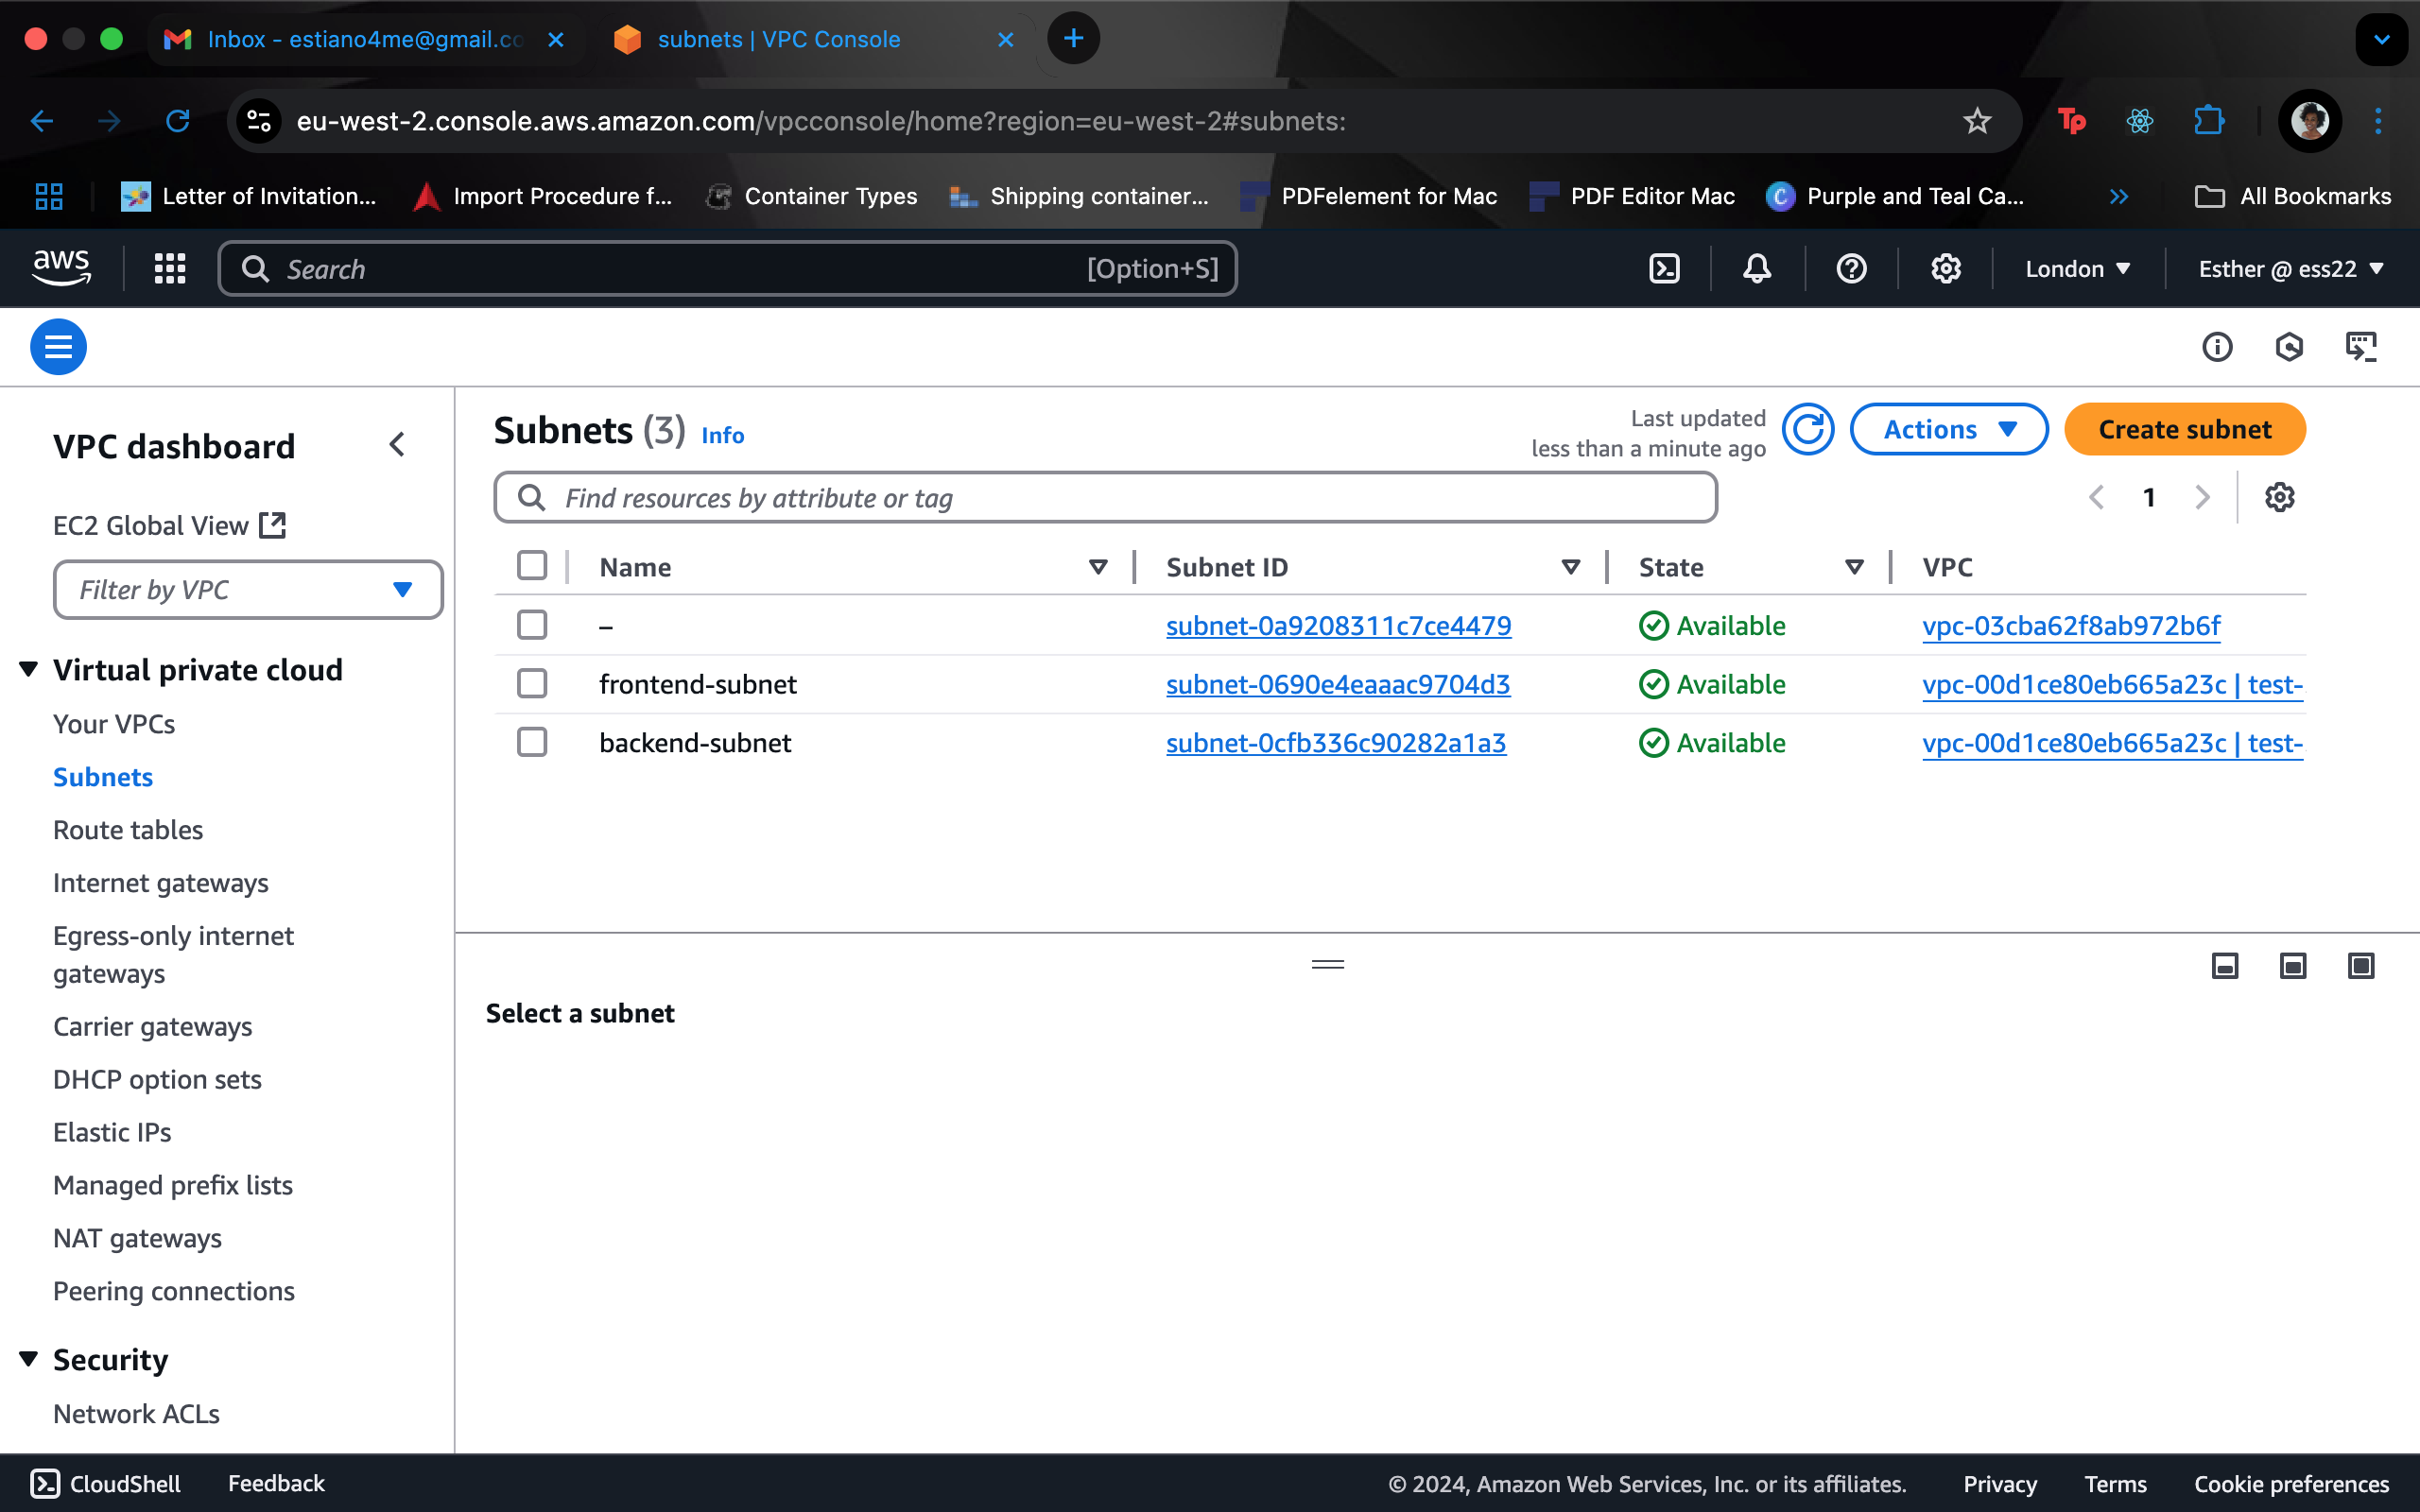 Inbox - estiano4me@gmail.co
subnets | VPC Console
eu-west-2.console.aws.amazon.com/vpcconsole/home?region=eu-west-2#subnets:
Tp
Letter of Invitation...
Import Procedure f...
Container Types
Shipping container...
PDFelement for Mac
PDF Editor Mac
Purple and Teal Ca...
All Bookmarks
aws
Search
[Option+S]
London
Esther @ ess22
VPC dashboard
EC2 Global View
Filter by VPC
Virtual private cloud
Your VPCs
Subnets
Route tables
Internet gateways
Egress-only internet
gateways
Carrier gateways
DHCP option sets
Elastic IPs
Managed prefix lists
NAT gateways
Peering connections
Security
Network ACLs
Subnets (3) Info
Last updated
less than a minute ago
Actions
Create subnet
Find resources by attribute or tag
1
Name Subnet ID State VPC
– subnet-0a9208311c7ce4479 Available vpc-03cba62f8ab972b6f
frontend-subnet subnet-0690e4eaaac9704d3 Available vpc-00d1ce80eb665a23c | test-
backend-subnet subnet-0cfb336c90282a1a3 Available vpc-00d1ce80eb665a23c | test-
Select a subnet
CloudShell
Feedback
© 2024, Amazon Web Services, Inc. or its affiliates.
Privacy
Terms
Cookie preferences